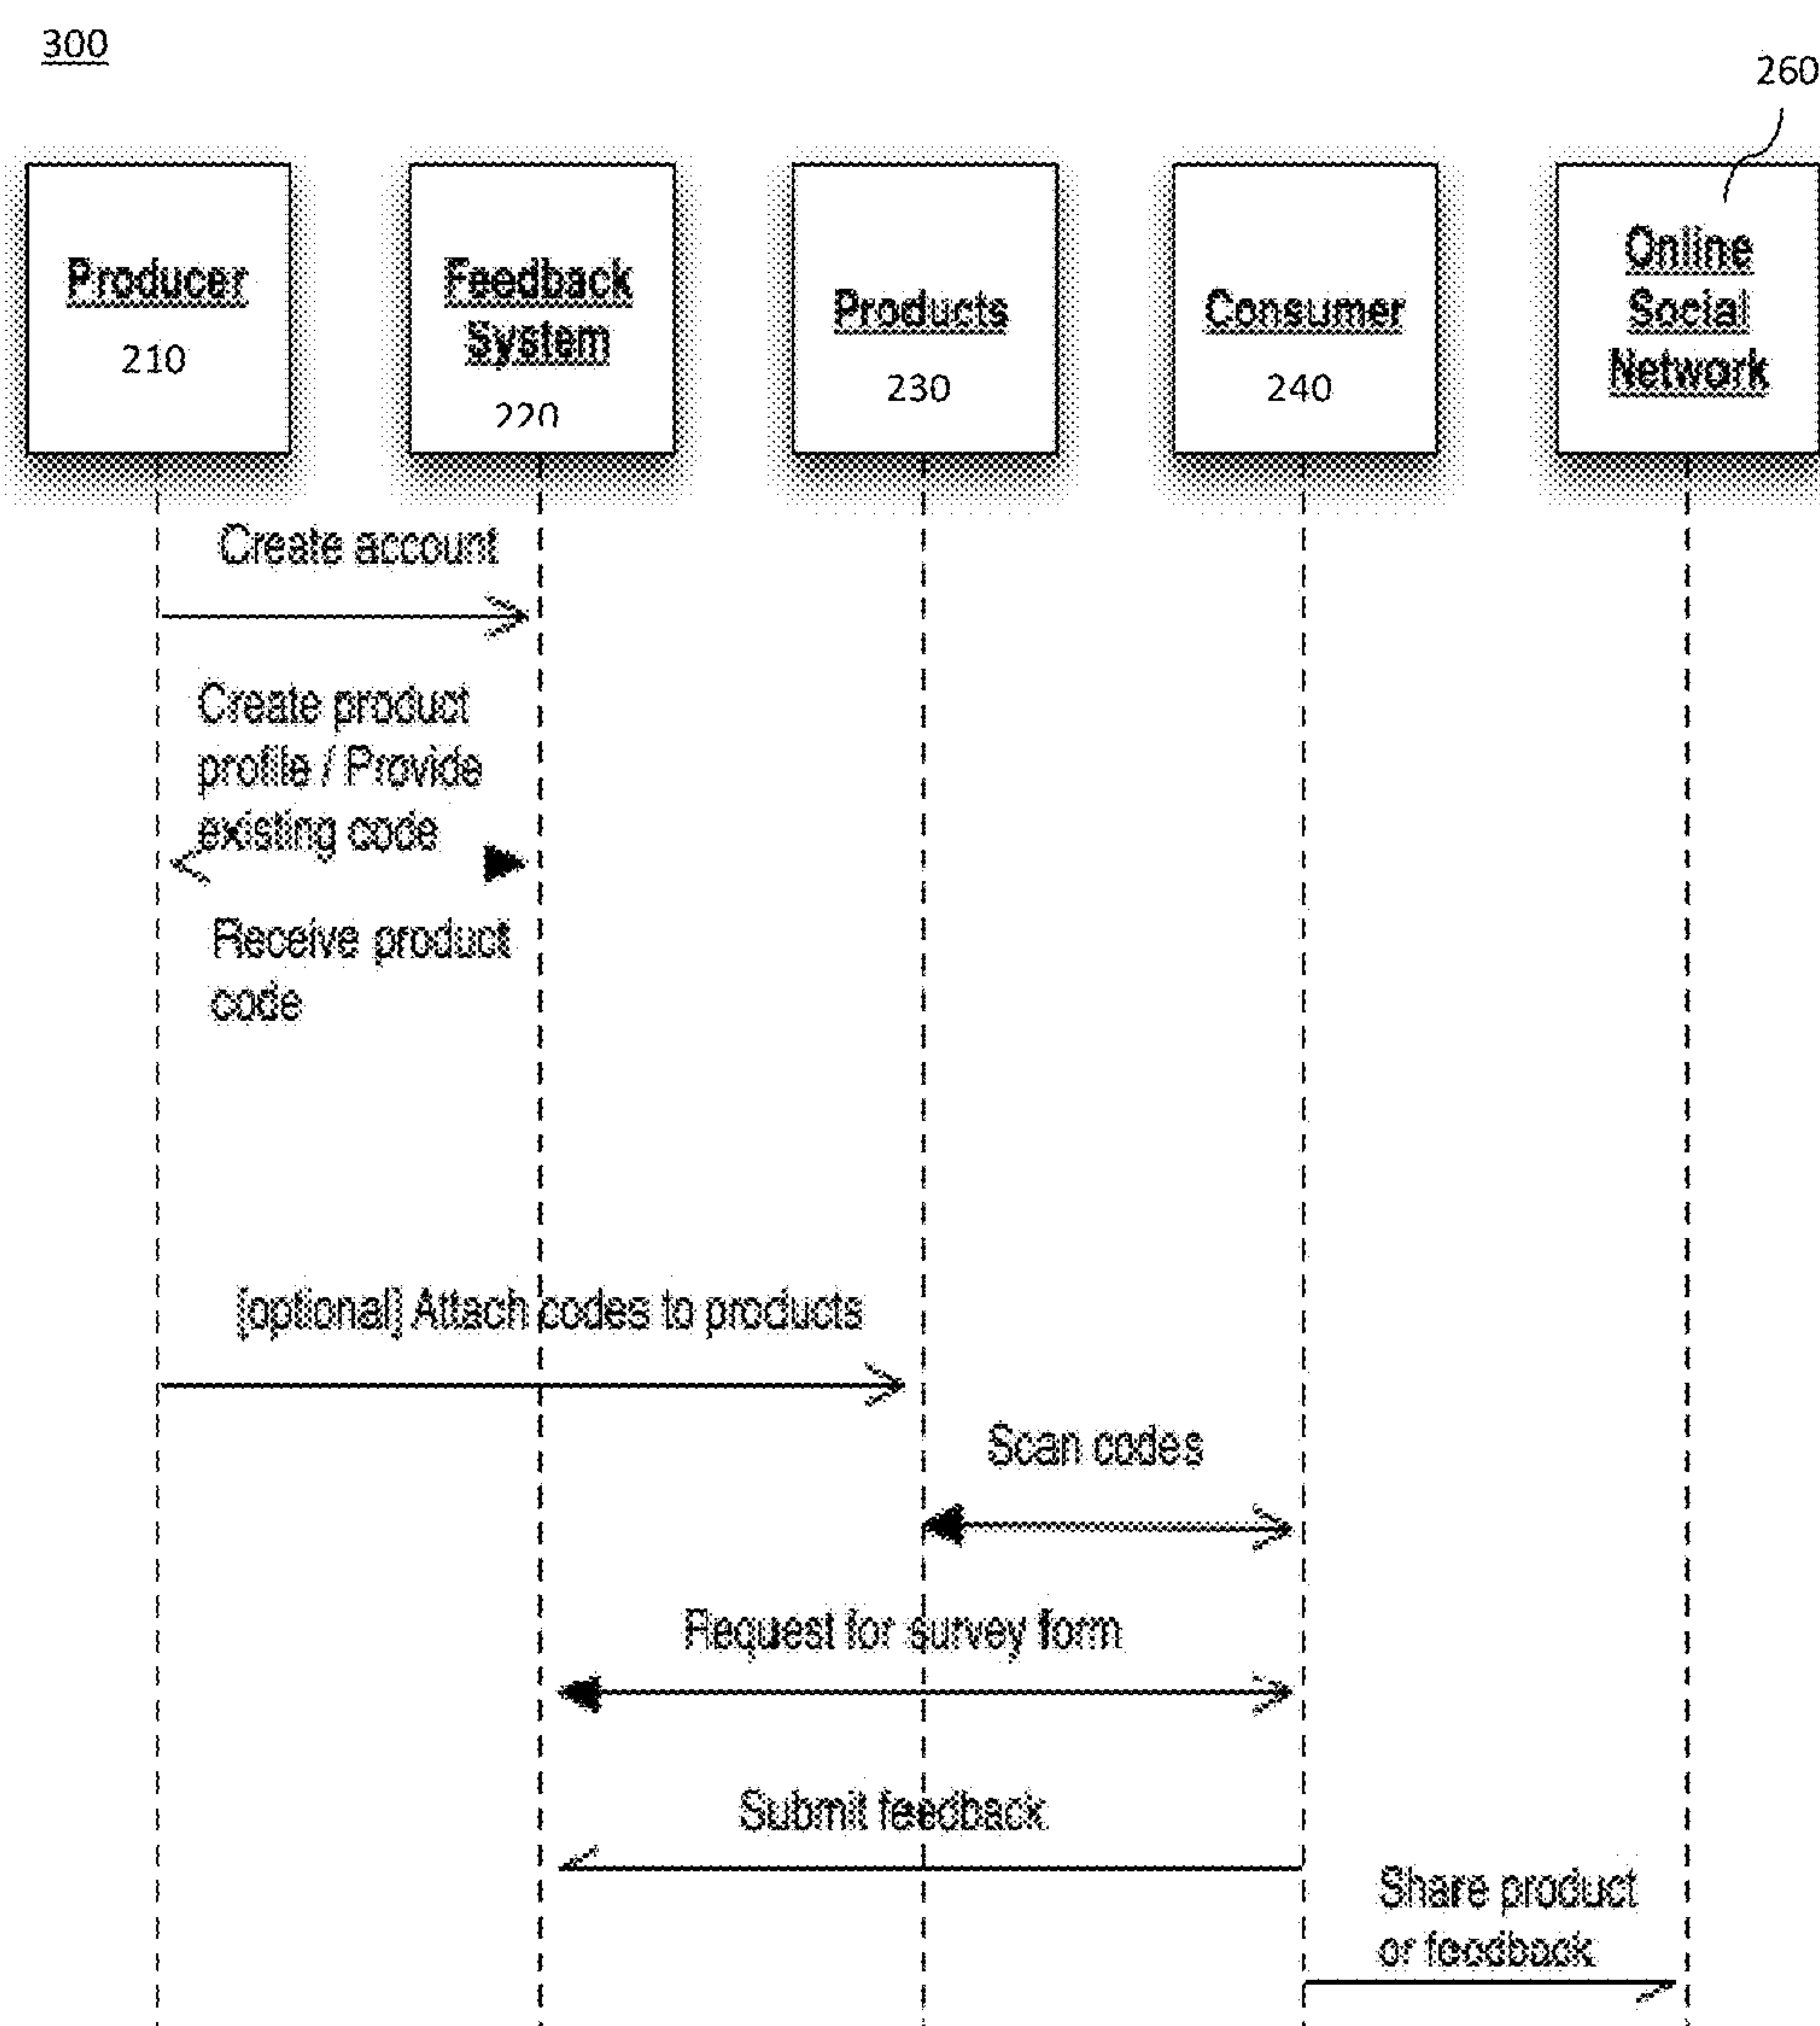 300
260
Producer
210
Feedback
System
220
Products
230
Consumer
240
Online
Social
Network
Create account
Create product
profile / Provide
existing code
Receive product
code
[optional] Attach codes to products
Scan codes
Request for survey form
Submit feedback
Share product
or feedback